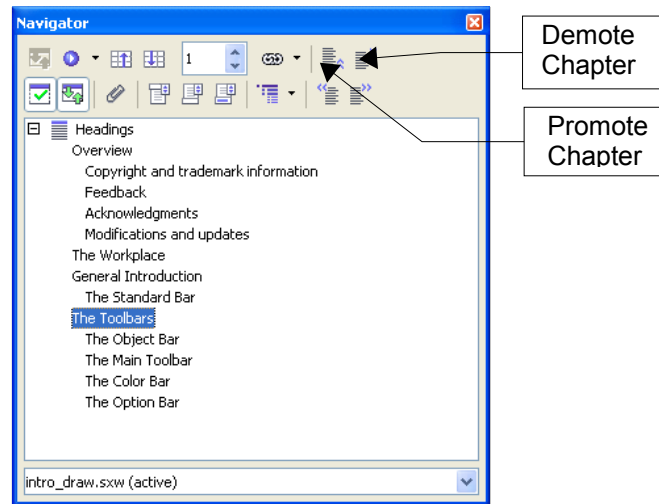 Navigator
1
Headings
Overview
Copyright and trademark information
Feedback
Acknowledgments
Modifications and updates
The Workplace
General Introduction
The Standard Bar
The Toolbars
The Object Bar
The Main Toolbar
The Color Bar
The Option Bar
intro_draw.sxw (active)
Demote
Chapter
Promote
Chapter